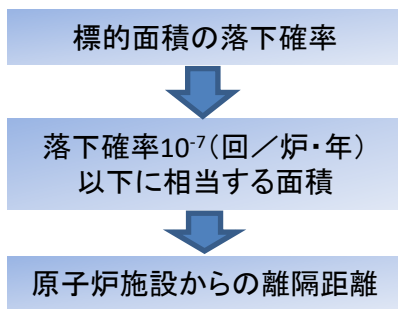 標的面積の落下確率
落下確率10⁻⁷(回／炉・年)
以下に相当する面積
原子炉施設からの離隔距離